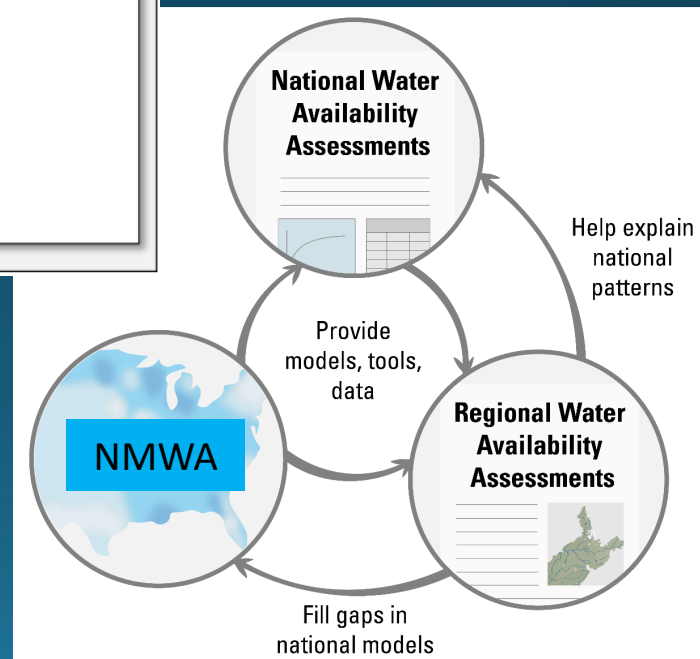 National Water
Availability
Assessments
Help explain
national
patterns
Provide
models, tools,
data
NMWA
Regional Water
Availability
Assessments
Fill gaps in
national models